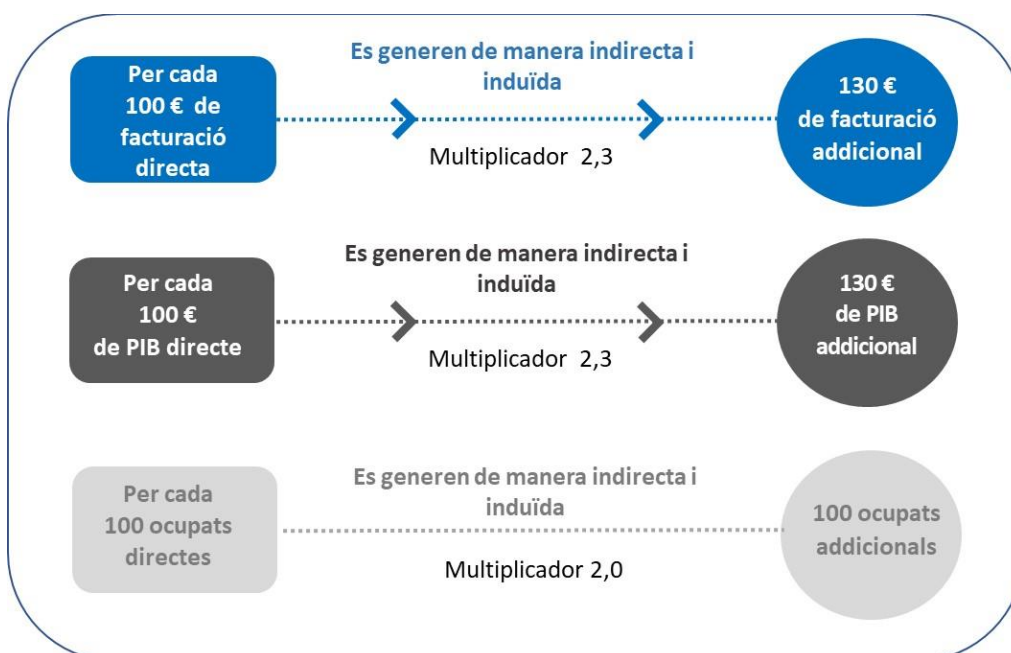 Per cada
100 € de
facturació
directa
Es generen de manera indirecta i
induïda
Multiplicador 2,3
130 €
de facturació
addicional
Per cada
100 €
de PIB directe
Es generen de manera indirecta i
induïda
Multiplicador 2,3
130 €
de PIB
addicional
Per cada
100 ocupats
directes
Es generen de manera indirecta i
induïda
Multiplicador 2,0
100 ocupats
addicionals